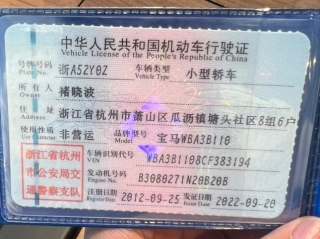 中华人民共和国机动车行驶证
Vehicle License of the People's Republic of China
号牌号码 浙A52Y0Z 车辆类型 小型轿车
Plate No. Vehicle Type
所有人 褚晓波
Owner
住址 浙江省杭州市萧山区瓜沥镇塘头社区8组6户
Address
使用性质 非营运 品牌型号 宝马WBA3B110
Use Character Model
浙江省杭州市公安局交通警察支队
车辆识别代号 WBA3B1108CF383194
VIN
发动机号码 B3080271N20B20B
Engine No.
注册日期 2012-09-25 发证日期 2022-09-20
Register Date Issue Date